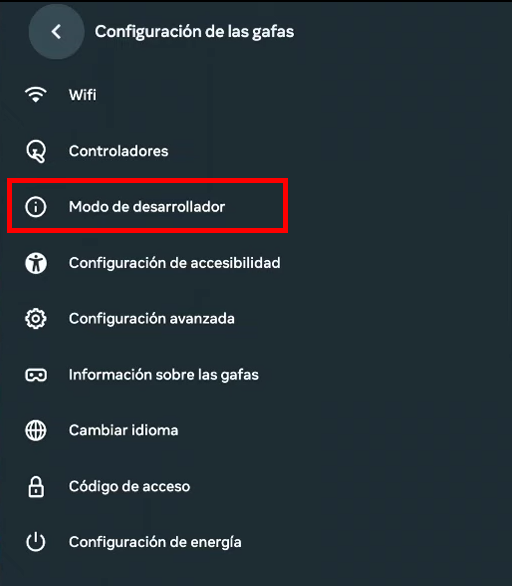 Configuración de las gafas
Wifi
Controladores
Modo de desarrollador
Configuración de accesibilidad
Configuración avanzada
Información sobre las gafas
Cambiar idioma
Código de acceso
Configuración de energía